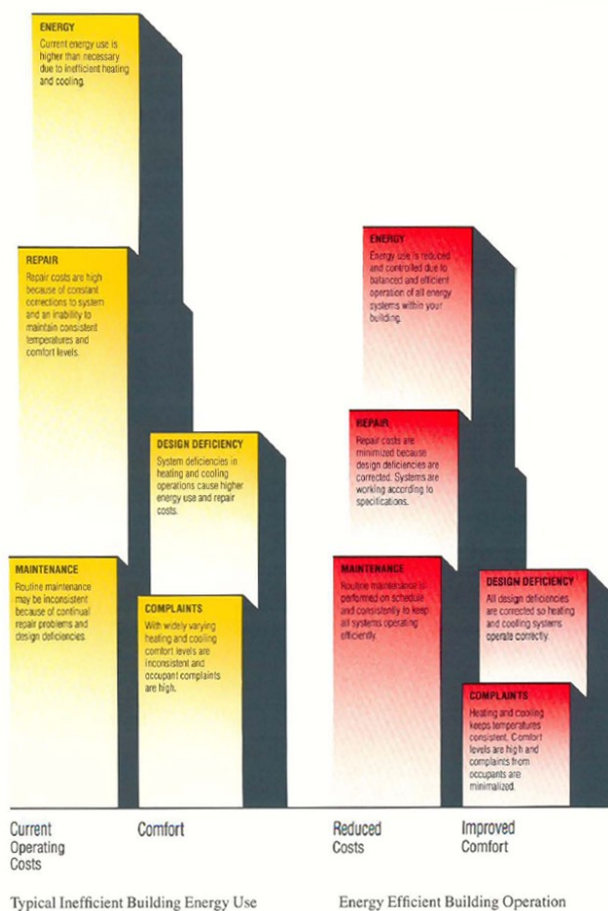 ENERGY
Current energy use is
higher than necessary
due to inefficient heating
and cooling.
REPAIR
Repair costs are high
because of constant
corrections to system
and an inability to
maintain consistent
temperatures and
comfort levels.
DESIGN DEFICIENCY
System deficiencies in
heating and cooling
operations cause higher
energy use and repair
costs.
MAINTENANCE
Routine maintenance
may be inconsistent
because of continual
repair problems and
design deficiencies.
COMPLAINTS
With widely varying
heating and cooling
comfort levels are
inconsistent and
occupant complaints
are high.
Current
Operating
Costs
Comfort
Typical Inefficient Building Energy Use
ENERGY
Energy use is reduced
and controlled due to
balanced and efficient
operation of all energy
systems within your
building.
REPAIR
Repair costs are
minimized because
design deficiencies are
corrected. Systems are
working according to
specifications.
MAINTENANCE
Routine maintenance is
performed on schedule
and consistently to keep
all systems operating
efficiently.
DESIGN DEFICIENCY
All design deficiencies
are corrected so heating
and cooling systems
operate correctly.
COMPLAINTS
Heating and cooling
keeps temperatures
consistent. Comfort
levels are high and
complaints from
occupants are
minimalized.
Reduced
Costs
Improved
Comfort
Energy Efficient Building Operation